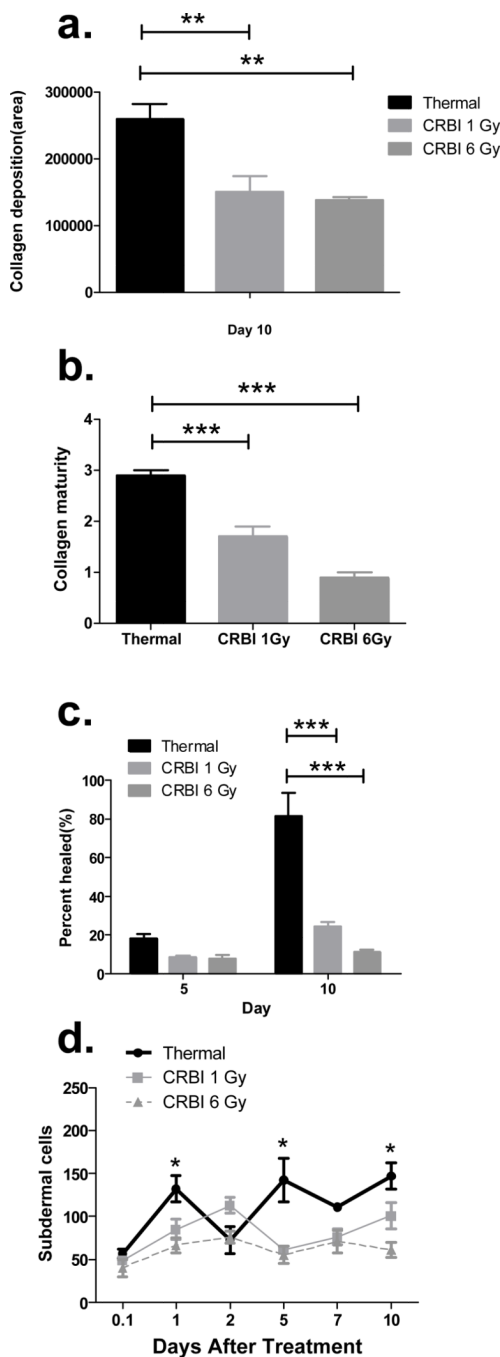 a.
**
**
300000
200000
100000
0
Collagen deposition(area)
Thermal
CRBI 1 Gy
CRBI 6 Gy
Day 10
b.
***
***
4
3
2
1
0
Collagen maturity
Thermal CRBI 1Gy CRBI 6Gy
c.
Thermal
CRBI 1 Gy
CRBI 6 Gy
***
***
100
80
60
40
20
0
Percent healed(%)
5 10
Day
d.
Thermal
CRBI 1 Gy
CRBI 6 Gy
250
200
150
100
50
0
Subdermal cells
* * *
0.1 1 2 5 7 10
Days After Treatment